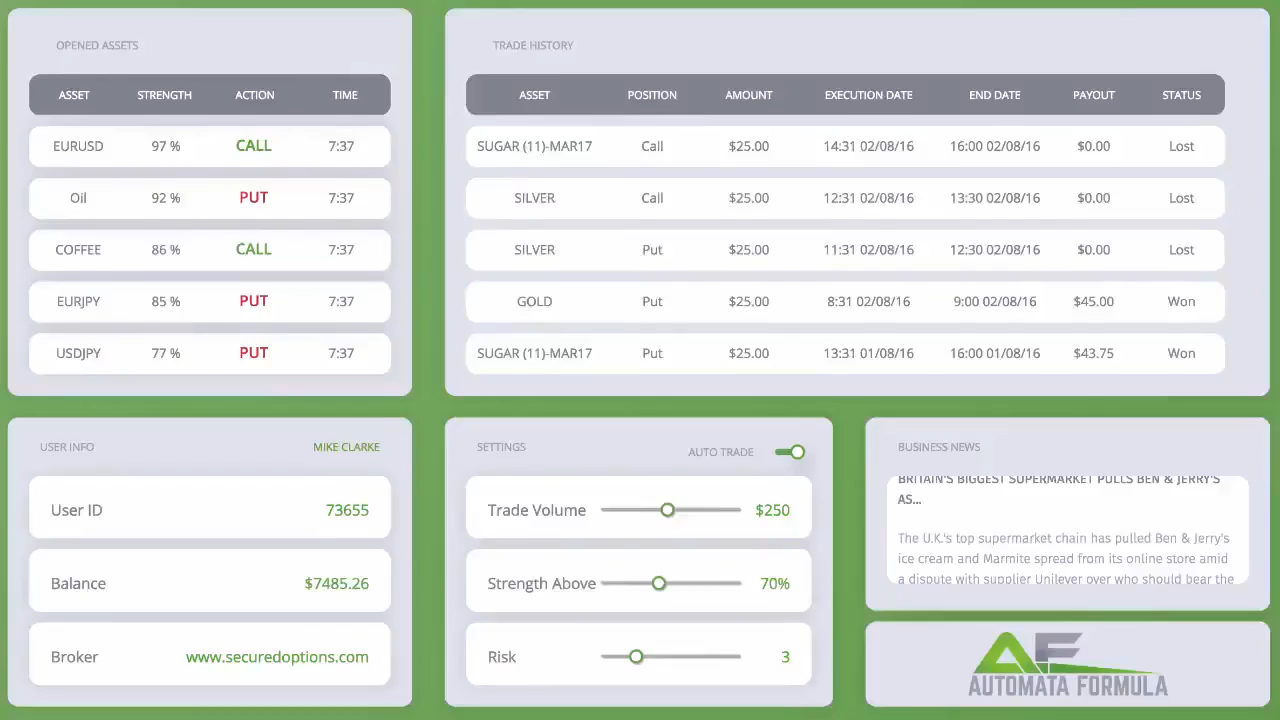 OPENED ASSETS
ASSET STRENGTH ACTION TIME
EURUSD 97 % CALL 7:37
Oil 92 % PUT 7:37
COFFEE 86 % CALL 7:37
EURJPY 85 % PUT 7:37
USDJPY 77 % PUT 7:37
TRADE HISTORY
ASSET POSITION AMOUNT EXECUTION DATE END DATE PAYOUT STATUS
SUGAR (11)-MAR17 Call $25.00 14:31 02/08/16 16:00 02/08/16 $0.00 Lost
SILVER Call $25.00 12:31 02/08/16 13:30 02/08/16 $0.00 Lost
SILVER Put $25.00 11:31 02/08/16 12:30 02/08/16 $0.00 Lost
GOLD Put $25.00 8:31 02/08/16 9:00 02/08/16 $45.00 Won
SUGAR (11)-MAR17 Put $25.00 13:31 01/08/16 16:00 01/08/16 $43.75 Won
USER INFO MIKE CLARKE
User ID 73655
Balance $7485.26
Broker www.securedoptions.com
SETTINGS AUTO TRADE
Trade Volume $250
Strength Above 70%
Risk 3
BUSINESS NEWS
BRITAIN'S BIGGEST SUPERMARKET PULLS BEN & JERRY'S
AS...
The U.K.'s top supermarket chain has pulled Ben & Jerry's
ice cream and Marmite spread from its online store amid
a dispute with supplier Unilever over who should bear the
AF
AUTOMATA FORMULA